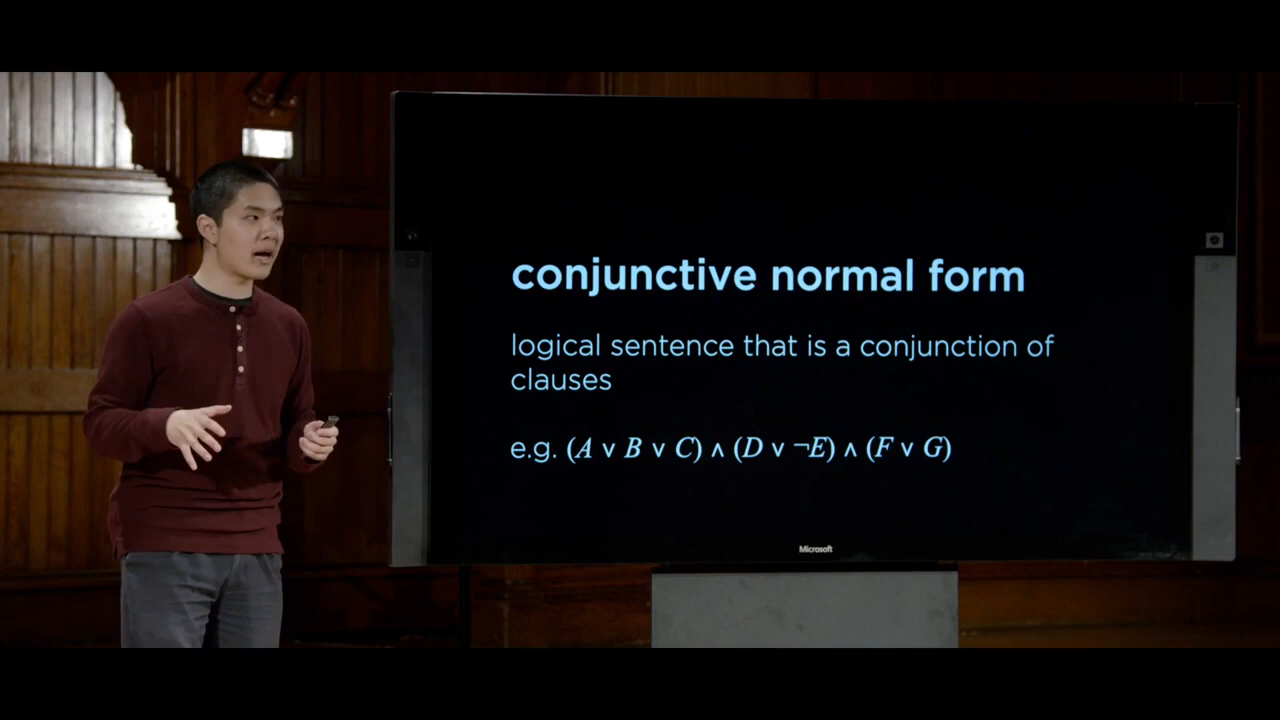 conjunctive normal form
logical sentence that is a conjunction of
clauses
e.g. (A ∨ B ∨ C) ∧ (D ∨ ¬E) ∧ (F ∨ G)
Microsoft